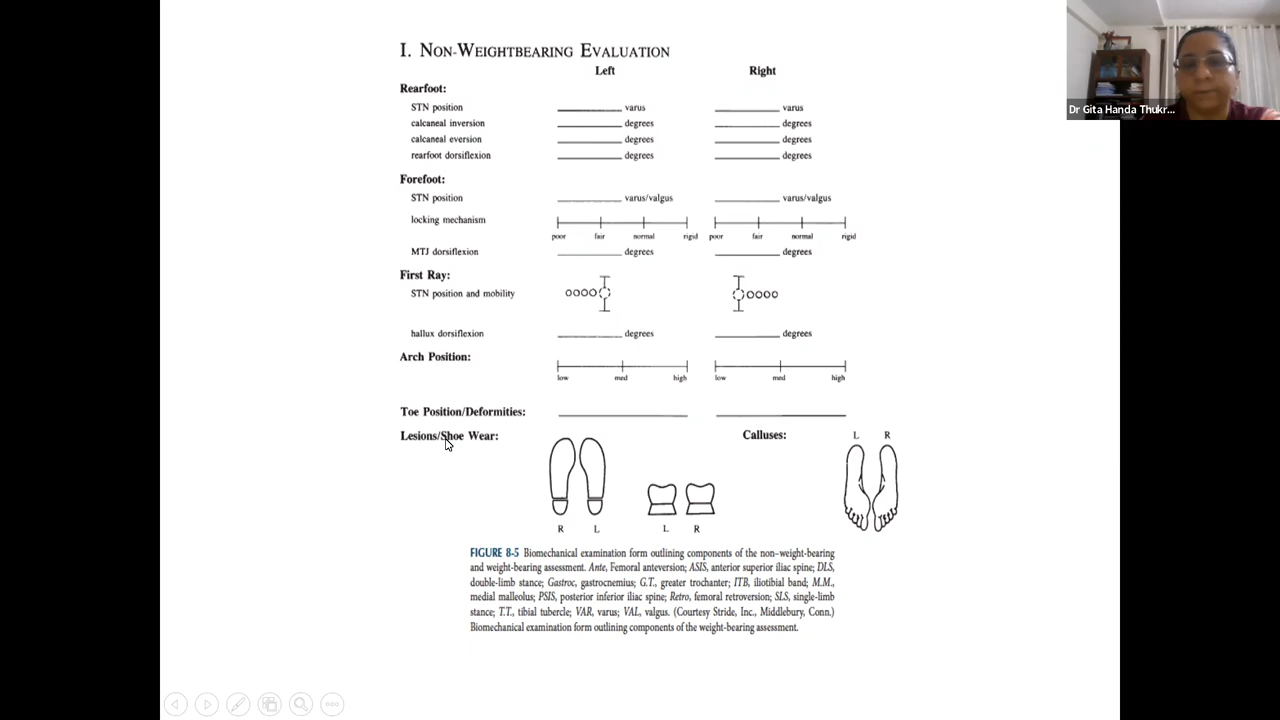 I. NON-WEIGHTBEARING EVALUATION
Left Right
Rearfoot:
STN position varus varus
calcaneal inversion degrees degrees
calcaneal eversion degrees degrees
rearfoot dorsiflexion degrees degrees
Forefoot:
STN position varus/valgus varus/valgus
locking mechanism
poor fair normal rigid poor fair normal rigid
MTJ dorsiflexion degrees degrees
First Ray:
STN position and mobility
hallux dorsiflexion degrees degrees
Arch Position:
low med high low med high
Toe Position/Deformities:
Lesions/Shoe Wear: Calluses: L R
R L L R
FIGURE 8-5 Biomechanical examination form outlining components of the non–weight-bearing
and weight-bearing assessment. Ante, Femoral anteversion; ASIS, anterior superior iliac spine; DLS,
double-limb stance; Gastroc, gastrocnemius; G.T., greater trochanter; ITB, iliotibial band; M.M.,
medial malleolus; PSIS, posterior inferior iliac spine; Retro, femoral retroversion; SLS, single-limb
stance; T.T., tibial tubercle; VAR, varus; VAL, valgus. (Courtesy Stride, Inc., Middlebury, Conn.)
Biomechanical examination form outlining components of the weight-bearing assessment.
Dr Gita Handa Thukr...